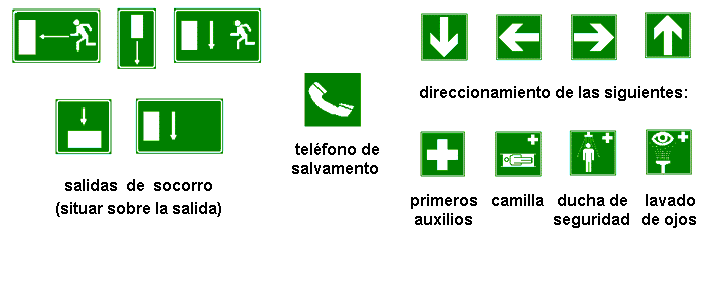 salidas de socorro
(situar sobre la salida)
teléfono de
salvamento
direccionamiento de las siguientes:
primeros
auxilios
camilla
ducha de
seguridad
lavado
de ojos